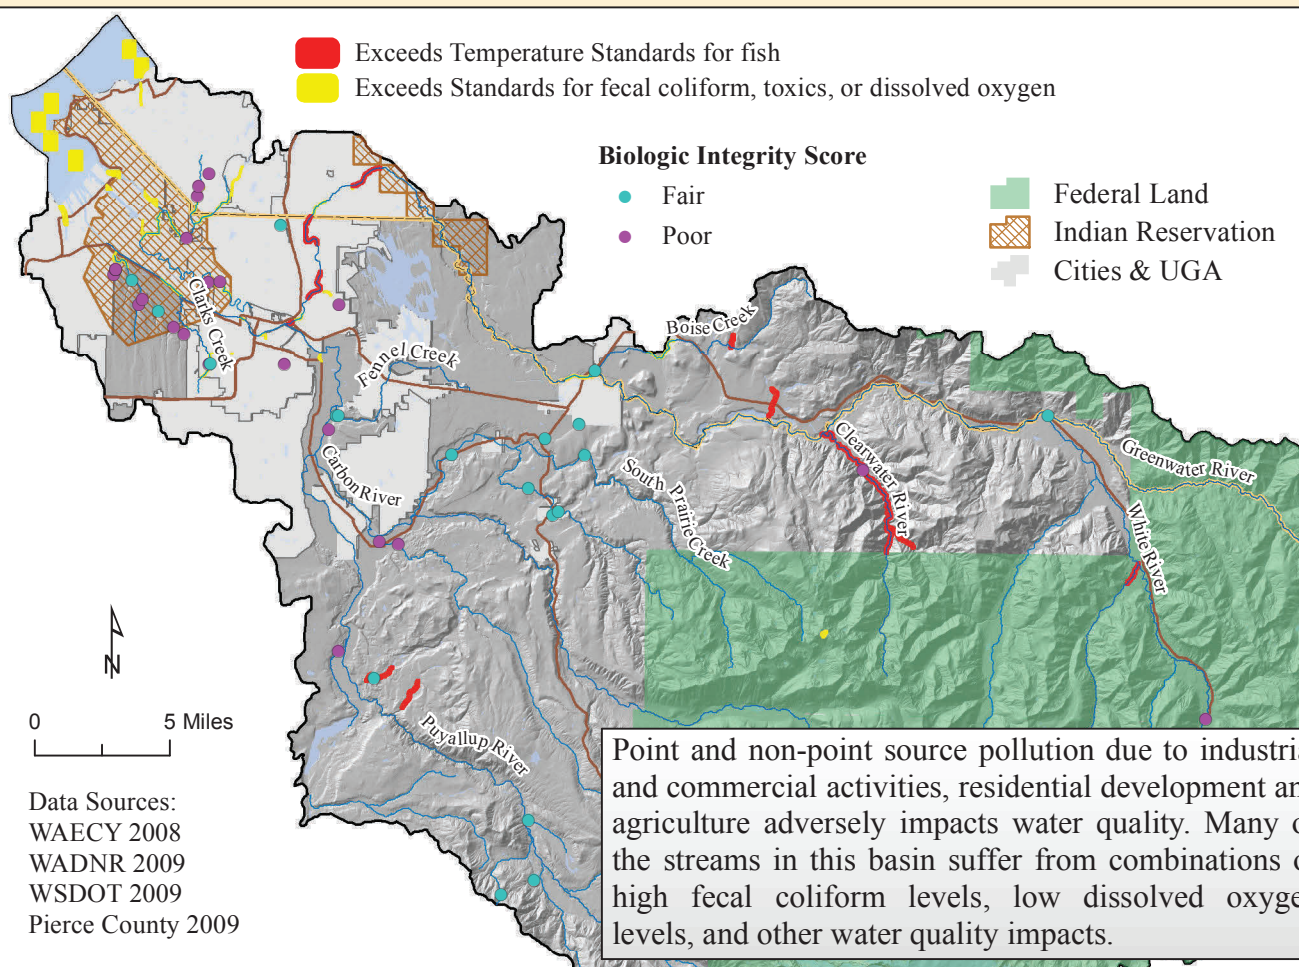 Exceeds Temperature Standards for fish
Exceeds Standards for fecal coliform, toxics, or dissolved oxygen
Biologic Integrity Score
Fair
Poor
Federal Land
Indian Reservation
Cities & UGA
Clarks Creek
Fennel Creek
Boise Creek
Carbon River
South Prairie Creek
Clearwater River
Greenwater River
White River
Puyallup River
N
0 5 Miles
Data Sources:
WAECY 2008
WADNR 2009
WSDOT 2009
Pierce County 2009
Point and non-point source pollution due to industria
and commercial activities, residential development an
agriculture adversely impacts water quality. Many o
the streams in this basin suffer from combinations o
high fecal coliform levels, low dissolved oxyge
levels, and other water quality impacts.